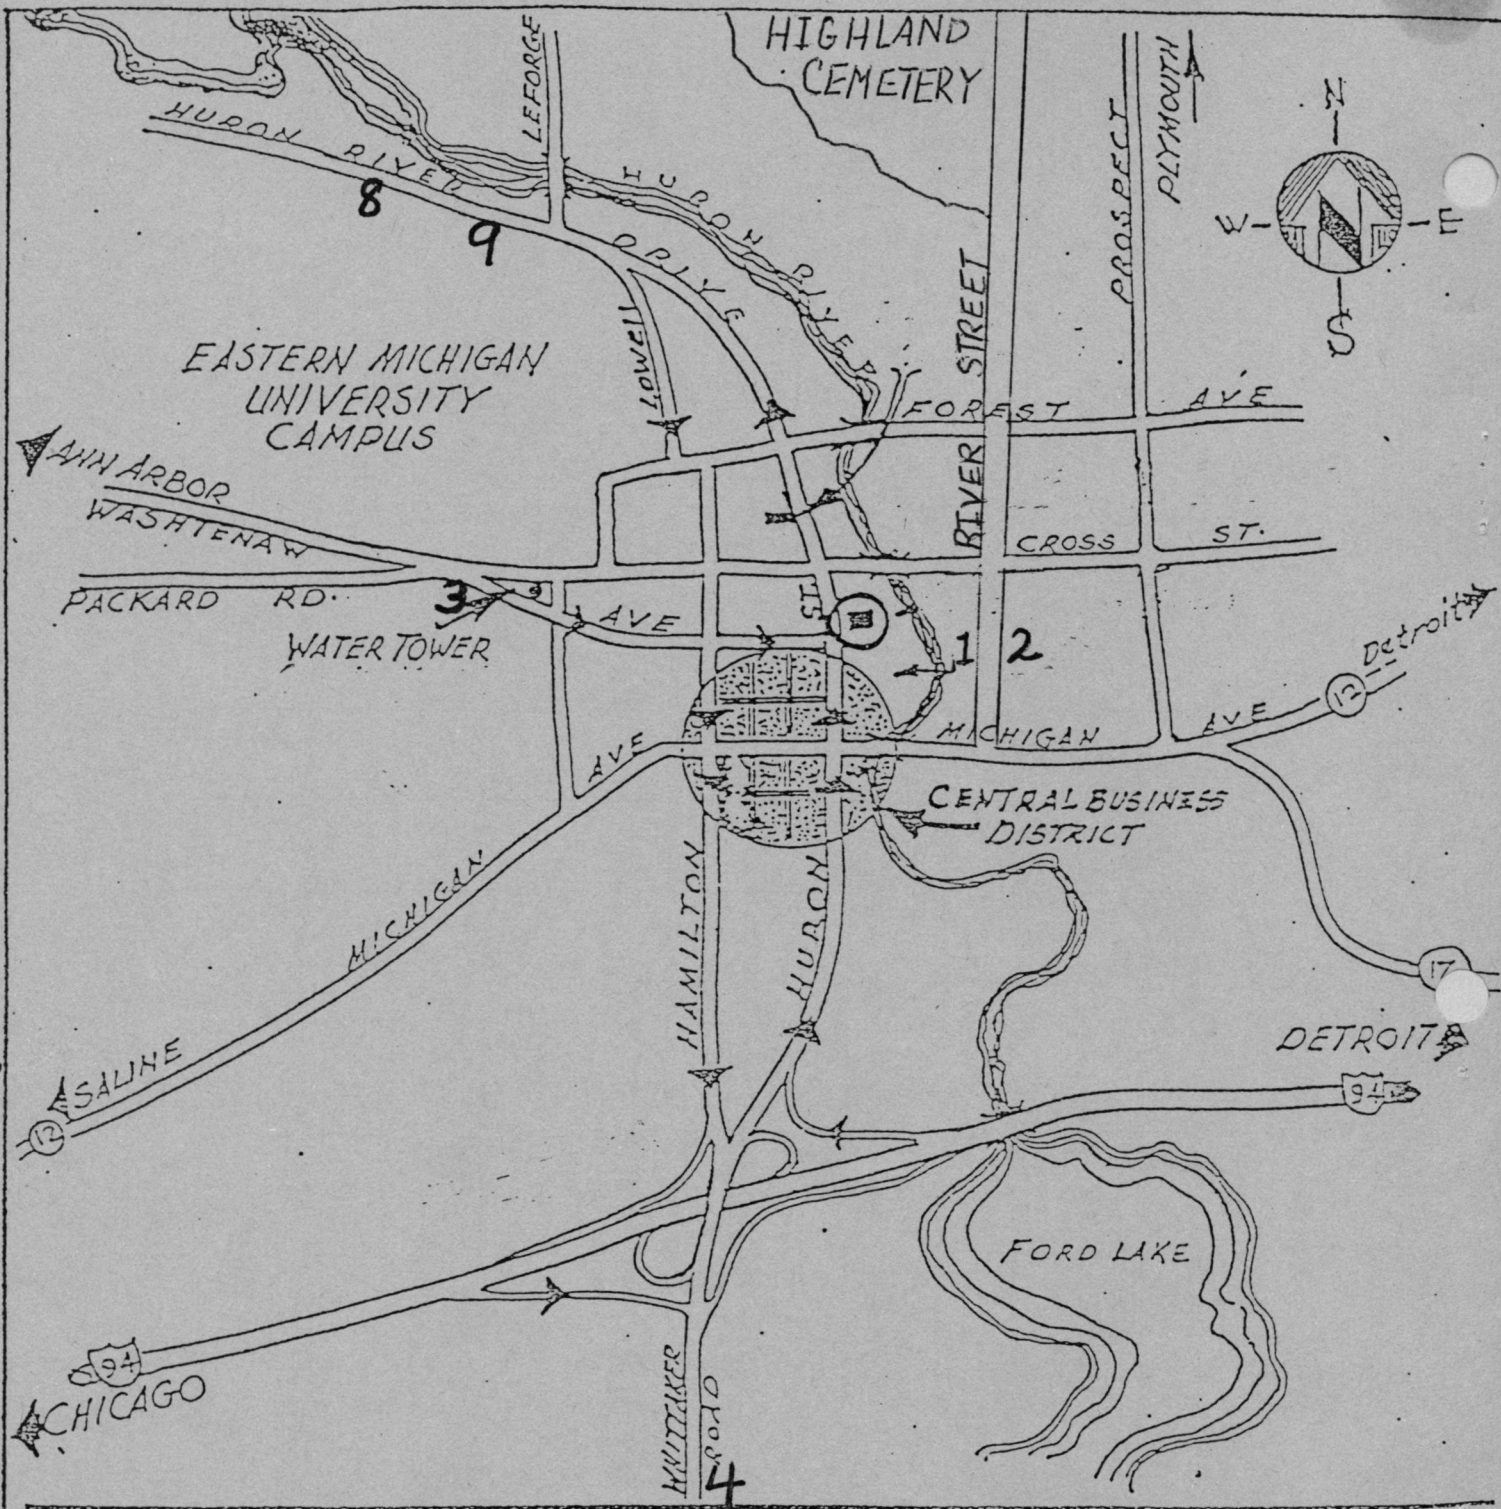 HIGHLAND
CEMETERY
LEFORGE
PLYMOUTH
PROSPECT
N
W
E
S
HURON RIVER DRIVE
HURON RIVER
8
9
LOWELL
STREET
RIVER
EASTERN MICHIGAN
UNIVERSITY
CAMPUS
FOREST AVE
ANN ARBOR
WASHTENAW
CROSS ST.
PACKARD RD.
3
AVE
ST
WATER TOWER
1
2
Detroit
12
MICHIGAN AVE
AVE
CENTRAL BUSINESS
DISTRICT
MICHIGAN
HAMILTON
HURON
17
DETROIT
SALINE
12
94
FORD LAKE
94
CHICAGO
WHITTAKER
ROAD
4